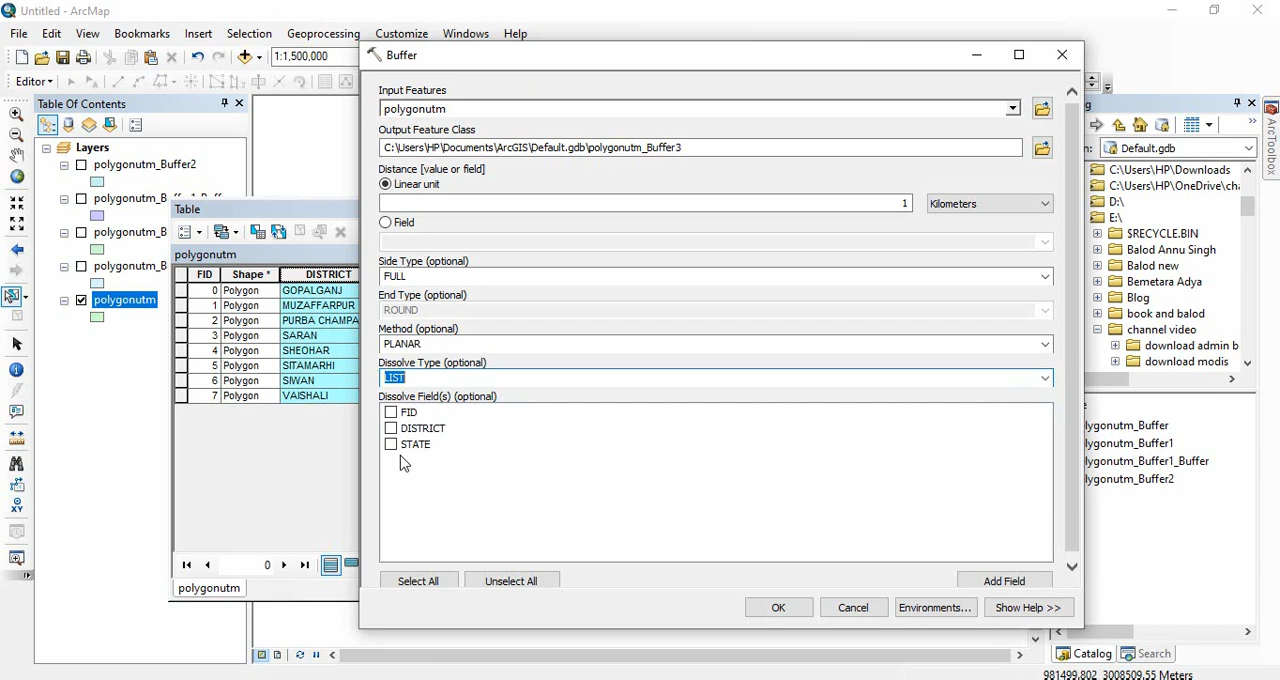 Untitled - ArcMap
File Edit View Bookmarks Insert Selection Geoprocessing Customize Windows Help
1:1,500,000
Editor
Table Of Contents
Layers
polygonutm_Buffer2
polygonutm_B
polygonutm_B
polygonutm_B
polygonutm
Table
polygonutm
FID Shape * DISTRICT
0 Polygon GOPALGANJ
1 Polygon MUZAFFARPUR
2 Polygon PURBA CHAMPA
3 Polygon SARAN
4 Polygon SHEOHAR
5 Polygon SITAMARHI
6 Polygon SIWAN
7 Polygon VAISHALI
0
polygonutm
Buffer
Input Features
polygonutm
Output Feature Class
C:\Users\HP\Documents\ArcGIS\Default.gdb\polygonutm_Buffer3
Distance [value or field]
Linear unit
1 Kilometers
Field
Side Type (optional)
FULL
End Type (optional)
ROUND
Method (optional)
PLANAR
Dissolve Type (optional)
LIST
Dissolve Field(s) (optional)
FID
DISTRICT
STATE
Select All Unselect All Add Field
OK Cancel Environments... Show Help >>
Default.gdb
C:\Users\HP\Downloads
C:\Users\HP\OneDrive\cha
D:\
E:\
$RECYCLE.BIN
Balod Annu Singh
Balod new
Bemetara Adya
Blog
book and balod
channel video
download admin b
download modis
lygonutm_Buffer
lygonutm_Buffer1
lygonutm_Buffer1_Buffer
lygonutm_Buffer2
Catalog Search
ArcToolbox
981499.802 3008509.55 Meters